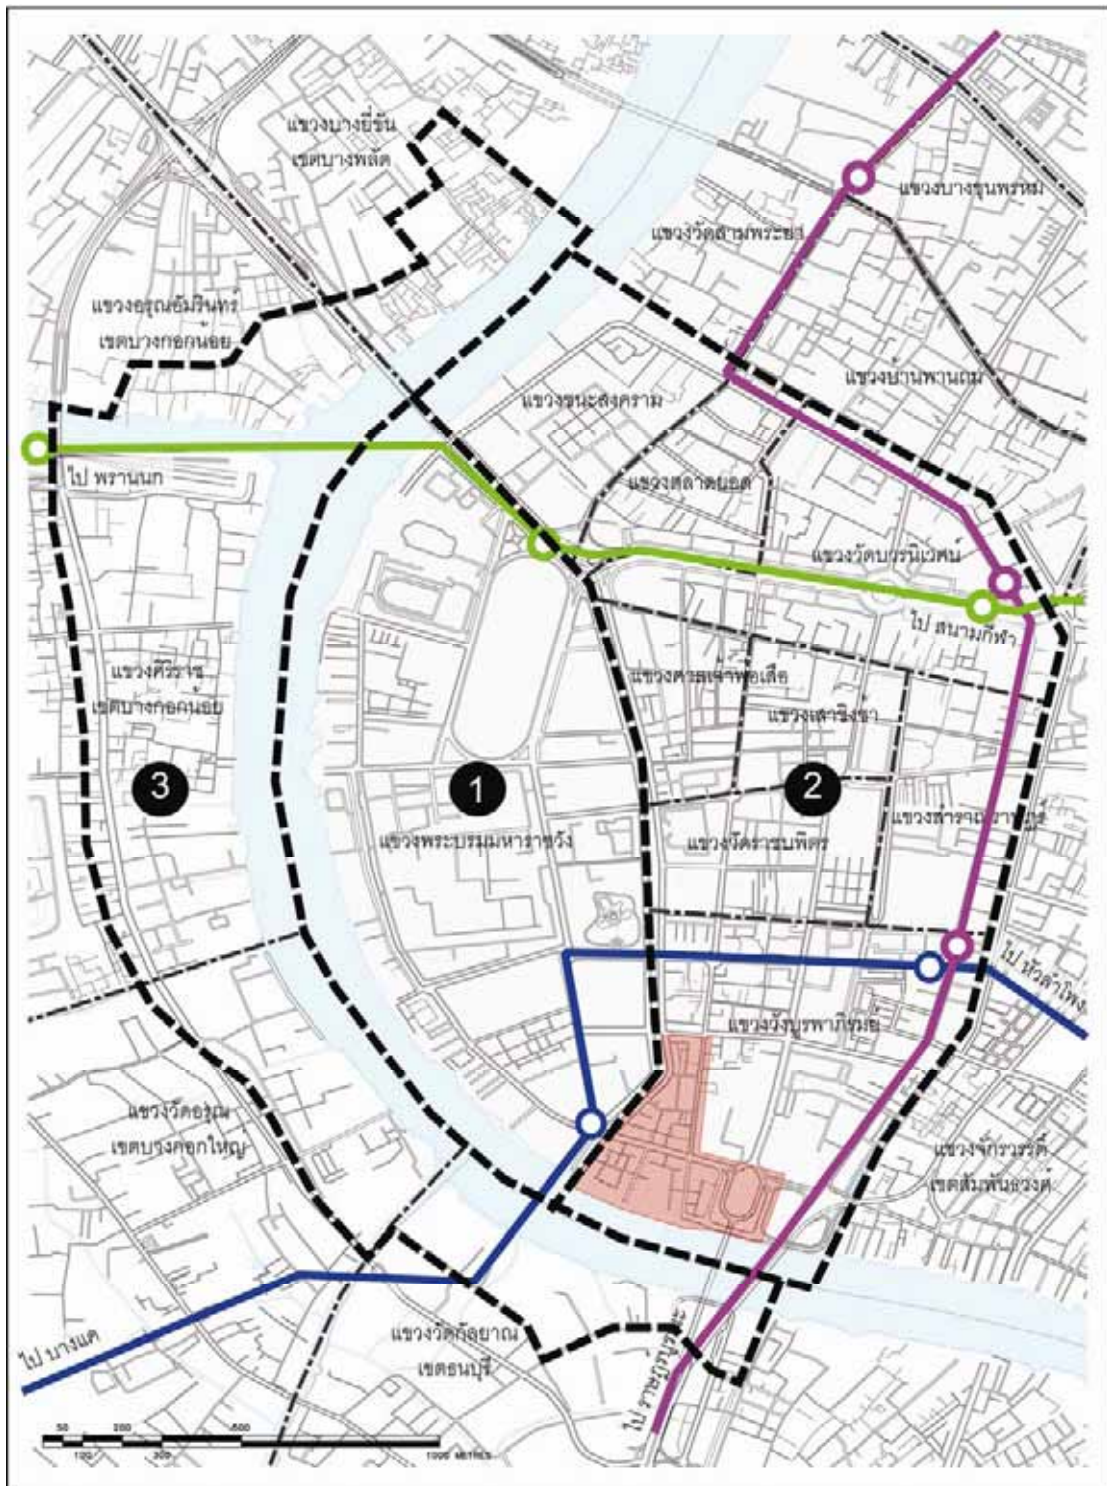 แขวงบางยี่ขัน
เขตบางพลัด
แขวงบางขุนพรหม
แขวงวัดสามพระยา
แขวงอรุณอัมรินทร์
เขตบางกอกน้อย
แขวงบ้านพานถม
แขวงชนะสงคราม
ไป พรานนก
แขวงตลาดยอด
แขวงวัดบวรนิเวศน์
ไป สนามกีฬา
แขวงศิริราช
เขตบางกอกน้อย
แขวงศาลเจ้าพ่อเสือ
แขวงเสาชิงช้า
3
1
2
แขวงสำราญราษฎร์
แขวงพระบรมมหาราชวัง
แขวงวัดราชบพิตร
ไป หัวลำโพง
แขวงวังบูรพาภิรมย์
แขวงวัดอรุณ
เขตบางกอกใหญ่
แขวงจักรวรรดิ์
เขตสัมพันธวงศ์
แขวงวัดกัลยาณ
เขตธนบุรี
ไป บางแค
ไป ราษฎร์บูรณะ
50 200 500
100 300 1000 METRES